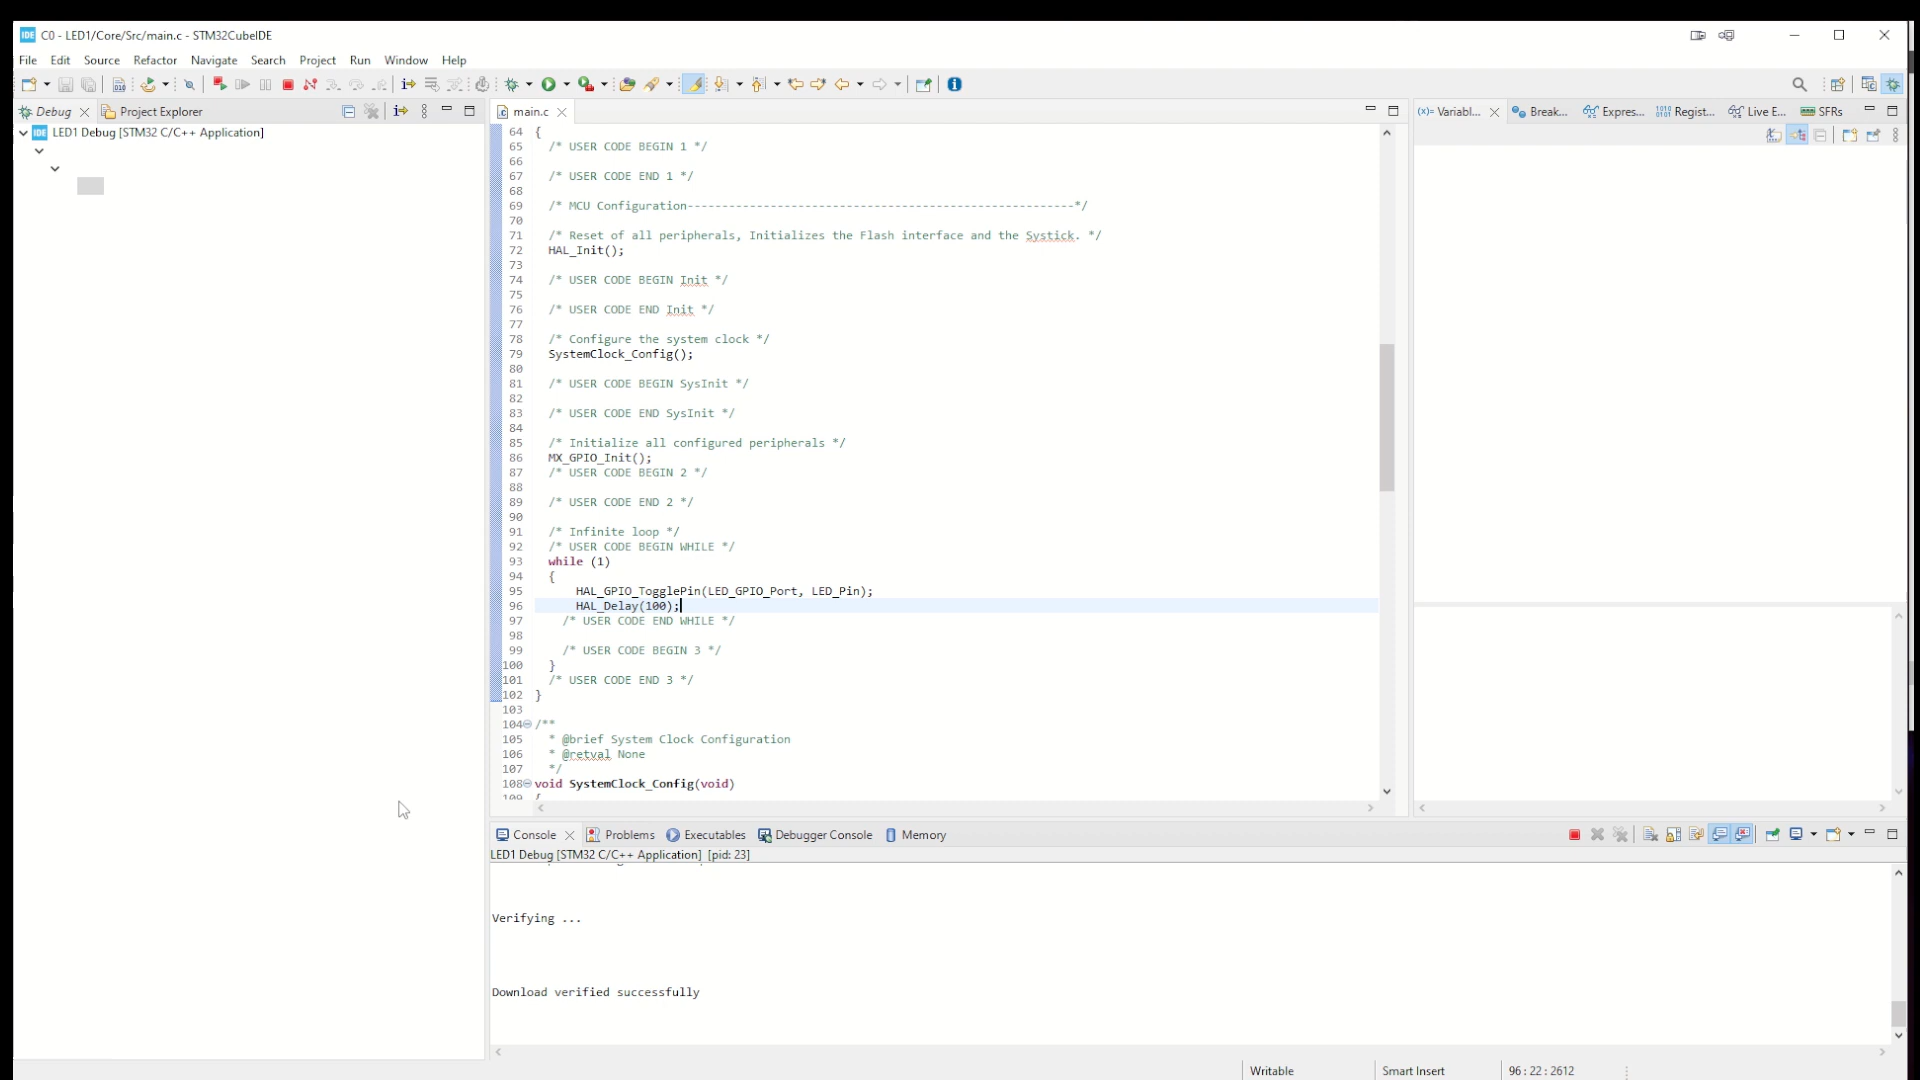 C0 - LED1/Core/Src/main.c - STM32CubeIDE
File Edit Source Refactor Navigate Search Project Run Window Help
Debug Project Explorer
LED1 Debug [STM32 C/C++ Application]
main.c
64 {
65 /* USER CODE BEGIN 1 */
66
67 /* USER CODE END 1 */
68
69 /* MCU Configuration--------------------------------------------------------*/
70
71 /* Reset of all peripherals, Initializes the Flash interface and the Systick. */
72 HAL_Init();
73
74 /* USER CODE BEGIN Init */
75
76 /* USER CODE END Init */
77
78 /* Configure the system clock */
79 SystemClock_Config();
80
81 /* USER CODE BEGIN SysInit */
82
83 /* USER CODE END SysInit */
84
85 /* Initialize all configured peripherals */
86 MX_GPIO_Init();
87 /* USER CODE BEGIN 2 */
88
89 /* USER CODE END 2 */
90
91 /* Infinite loop */
92 /* USER CODE BEGIN WHILE */
93 while (1)
94 {
95 HAL_GPIO_TogglePin(LED_GPIO_Port, LED_Pin);
96 HAL_Delay(100);
97 /* USER CODE END WHILE */
98
99 /* USER CODE BEGIN 3 */
100 }
101 /* USER CODE END 3 */
102 }
103
104 /**
105 * @brief System Clock Configuration
106 * @retval None
107 */
108 void SystemClock_Config(void)
109 {
(x)= Variabl... Break... Expres... Regist... Live E... SFRs
Console Problems Executables Debugger Console Memory
LED1 Debug [STM32 C/C++ Application] [pid: 23]
Verifying ...
Download verified successfully
Writable Smart Insert 96 : 22 : 2612